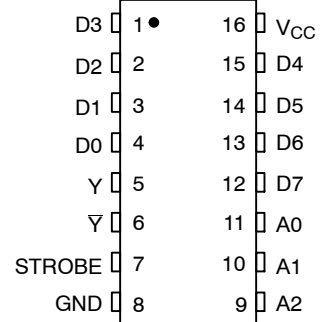 D3 1 16 VCC
D2 2 15 D4
D1 3 14 D5
D0 4 13 D6
Y 5 12 D7
Y̅ 6 11 A0
STROBE 7 10 A1
GND 8 9 A2